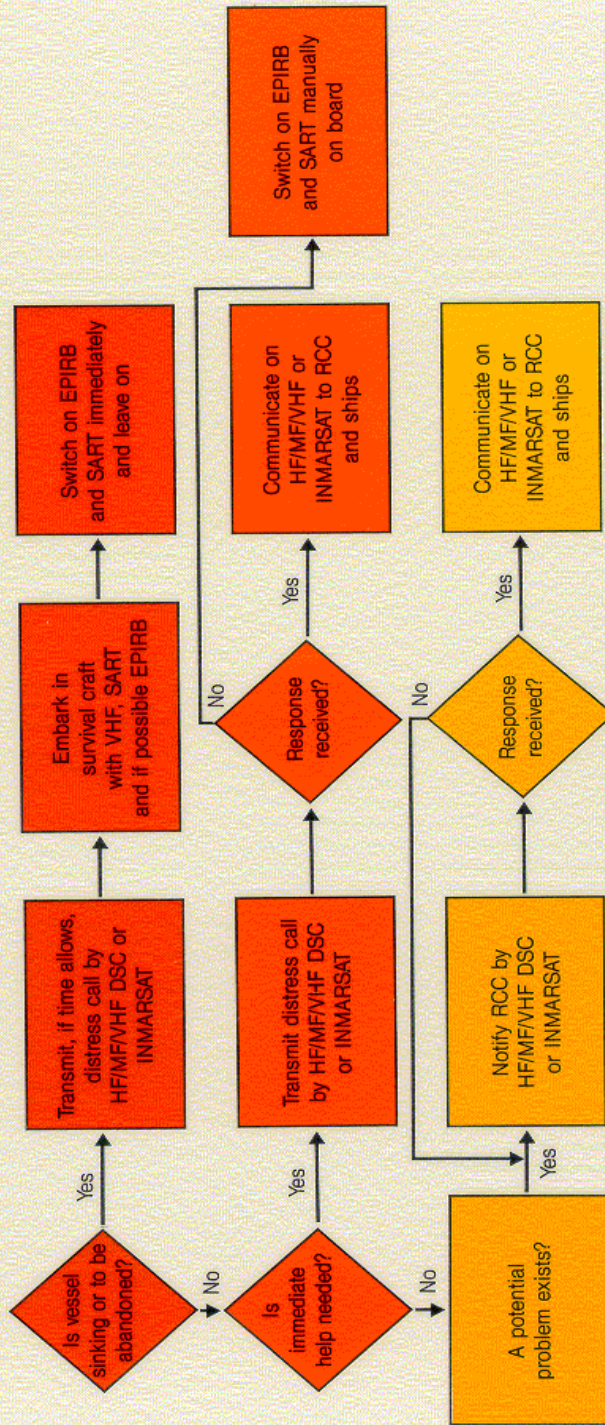 Is vessel
sinking or to be
abandoned?
Yes
Transmit, if time allows,
distress call by
HF/MF/VHF DSC or
INMARSAT
Embark in
survival craft
with VHF, SART
and if possible EPIRB
Switch on EPIRB
and SART immediately
and leave on
No
Is
immediate
help needed?
Yes
Transmit distress call
by HF/MF/VHF DSC
or INMARSAT
Response
received?
No
Yes
Communicate on
HF/MF/VHF or
INMARSAT to RCC
and ships
Switch on EPIRB
and SART manually
on board
No
A potential
problem exists?
Yes
Notify RCC by
HF/MF/VHF DSC
or INMARSAT
Response
received?
No
Yes
Communicate on
HF/MF/VHF or
INMARSAT to RCC
and ships